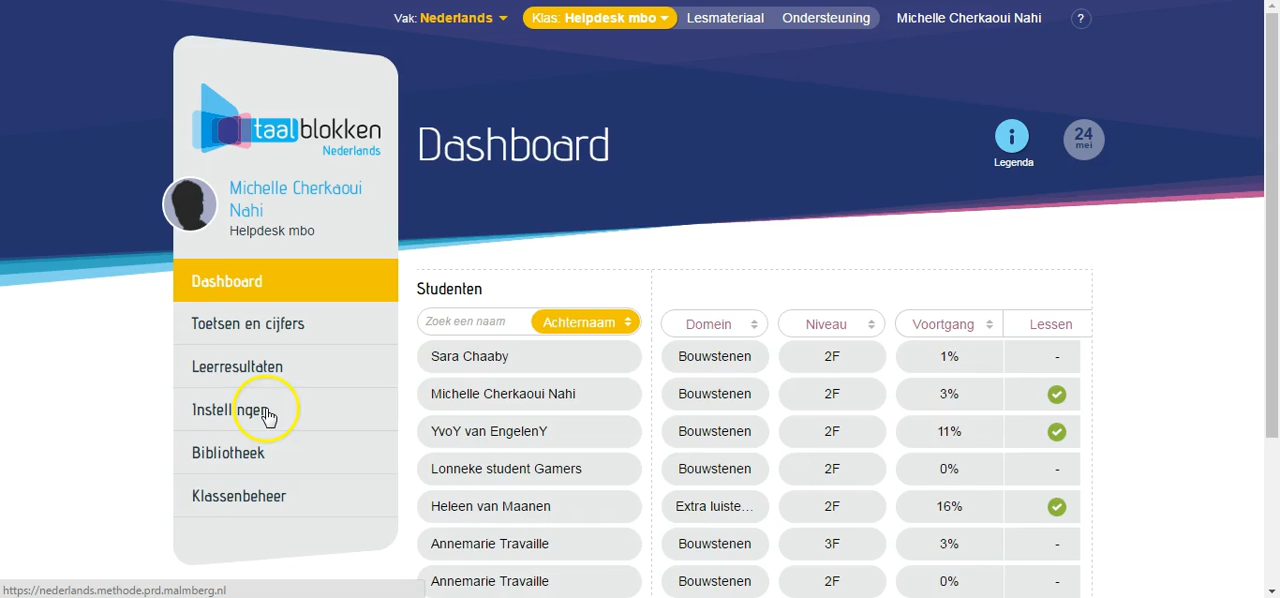 Vak: Nederlands Klas: Helpdesk mbo Lesmateriaal Ondersteuning Michelle Cherkaoui Nahi ?
taalblokken
Nederlands
Dashboard
i
Legenda
24
mei
Michelle Cherkaoui
Nahi
Helpdesk mbo
Dashboard
Toetsen en cijfers
Leerresultaten
Instellingen
Bibliotheek
Klassenbeheer
Studenten
Zoek een naam Achternaam Domein Niveau Voortgang Lessen
Sara Chaaby Bouwstenen 2F 1% -
Michelle Cherkaoui Nahi Bouwstenen 2F 3%
YvoY van EngelenY Bouwstenen 2F 11%
Lonneke student Gamers Bouwstenen 2F 0% -
Heleen van Maanen Extra luiste... 2F 16%
Annemarie Travaille Bouwstenen 3F 3% -
Annemarie Travaille Bouwstenen 2F 0% -
https://nederlands.methode.prd.malmberg.nl